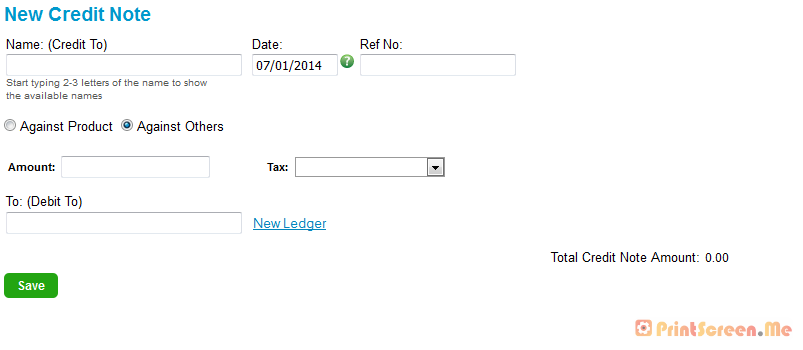 New Credit Note
Name: (Credit To) Date: Ref No:
07/01/2014 ?
Start typing 2-3 letters of the name to show
the available names
Against Product Against Others
Amount: Tax:
To: (Debit To)
New Ledger
Total Credit Note Amount: 0.00
Save
PrintScreen.Me